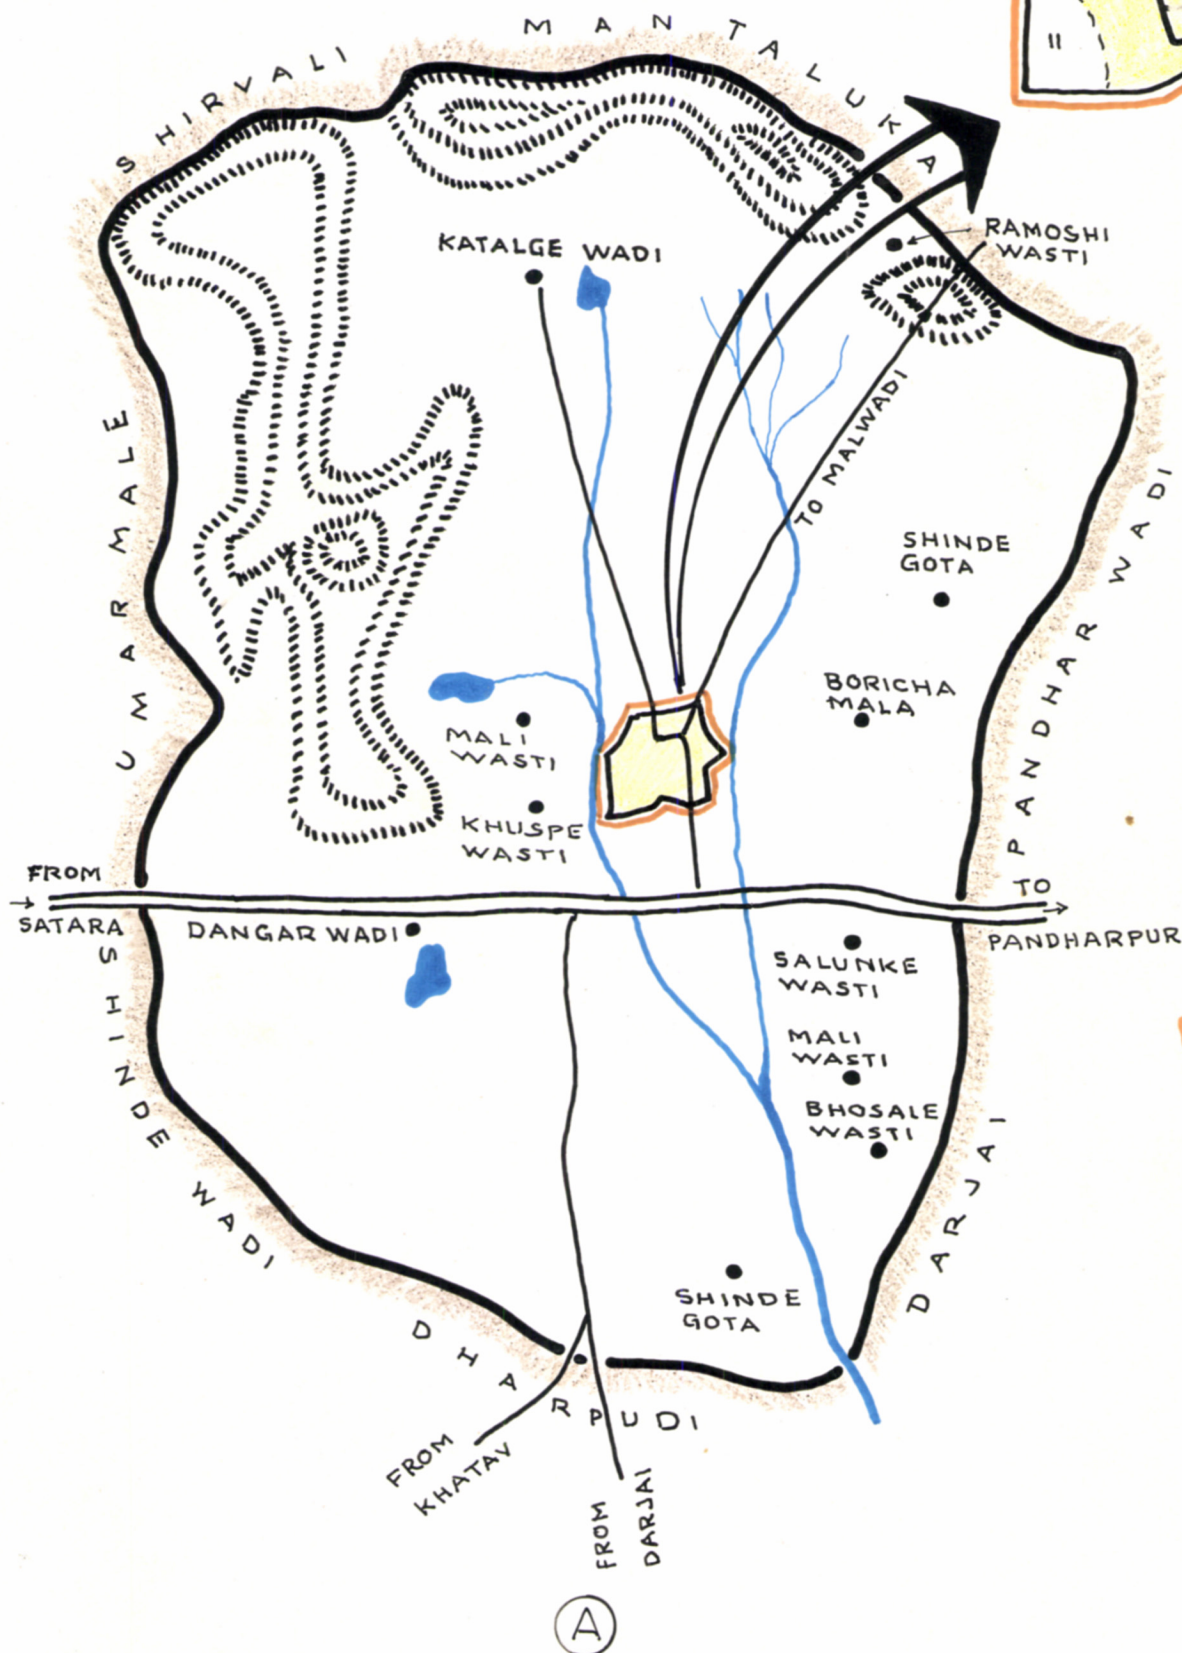 II
SHIRVALI
MAN TALUKA
RAMOSHI
WASTI
KATALGE WADI
TO MALWADI
UMARMALE
PANDHARWADI
SHINDE
GOTA
BORICHA
MALA
MALI
WASTI
KHUSPE
WASTI
FROM
SATARA
TO
PANDHARPUR
DANGAR WADI
SALUNKE
WASTI
MALI
WASTI
BHOSALE
WASTI
SHINDE WADI
DARJAI
SHINDE
GOTA
DHARPUDI
FROM
KHATAV
FROM
DARJAI
A